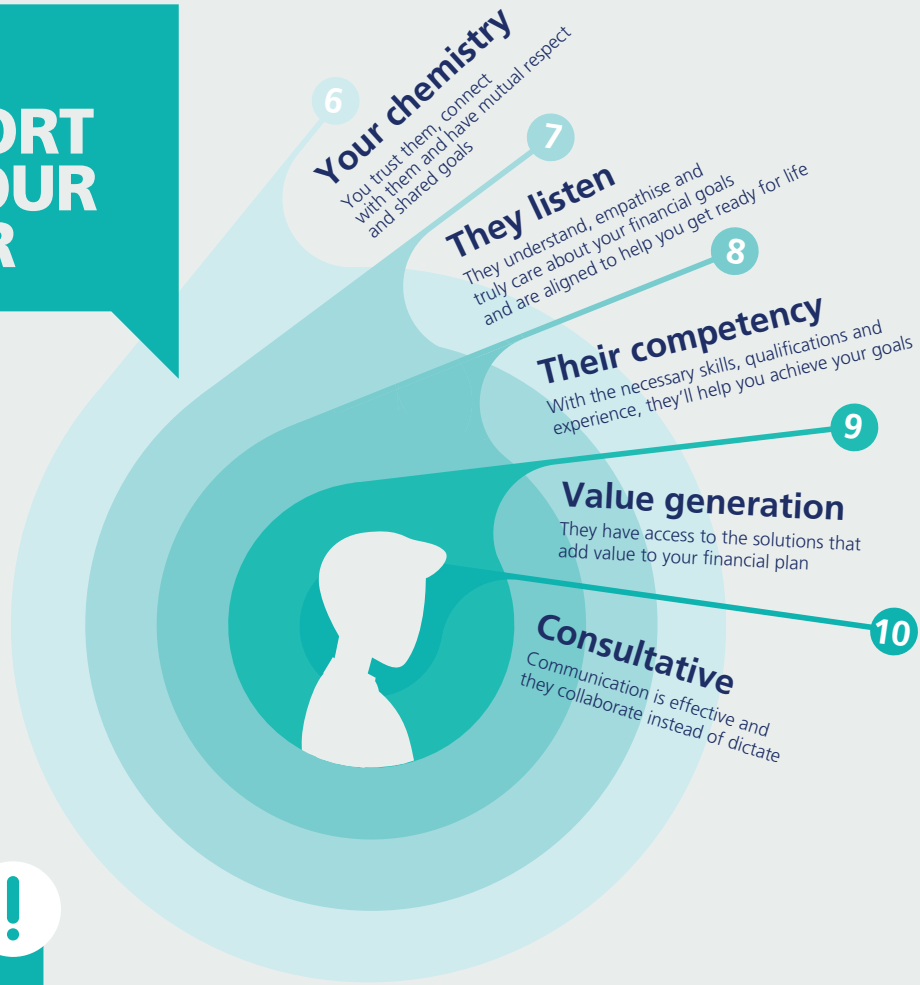 ORT
OUR
R
6
Your chemistry
You trust them, connect
with them and have mutual respect
and shared goals
7
They listen
They understand, empathise and
truly care about your financial goals
and are aligned to help you get ready for life
8
Their competency
With the necessary skills, qualifications and
experience, they’ll help you achieve your goals
9
Value generation
They have access to the solutions that
add value to your financial plan
10
Consultative
Communication is effective and
they collaborate instead of dictate
!